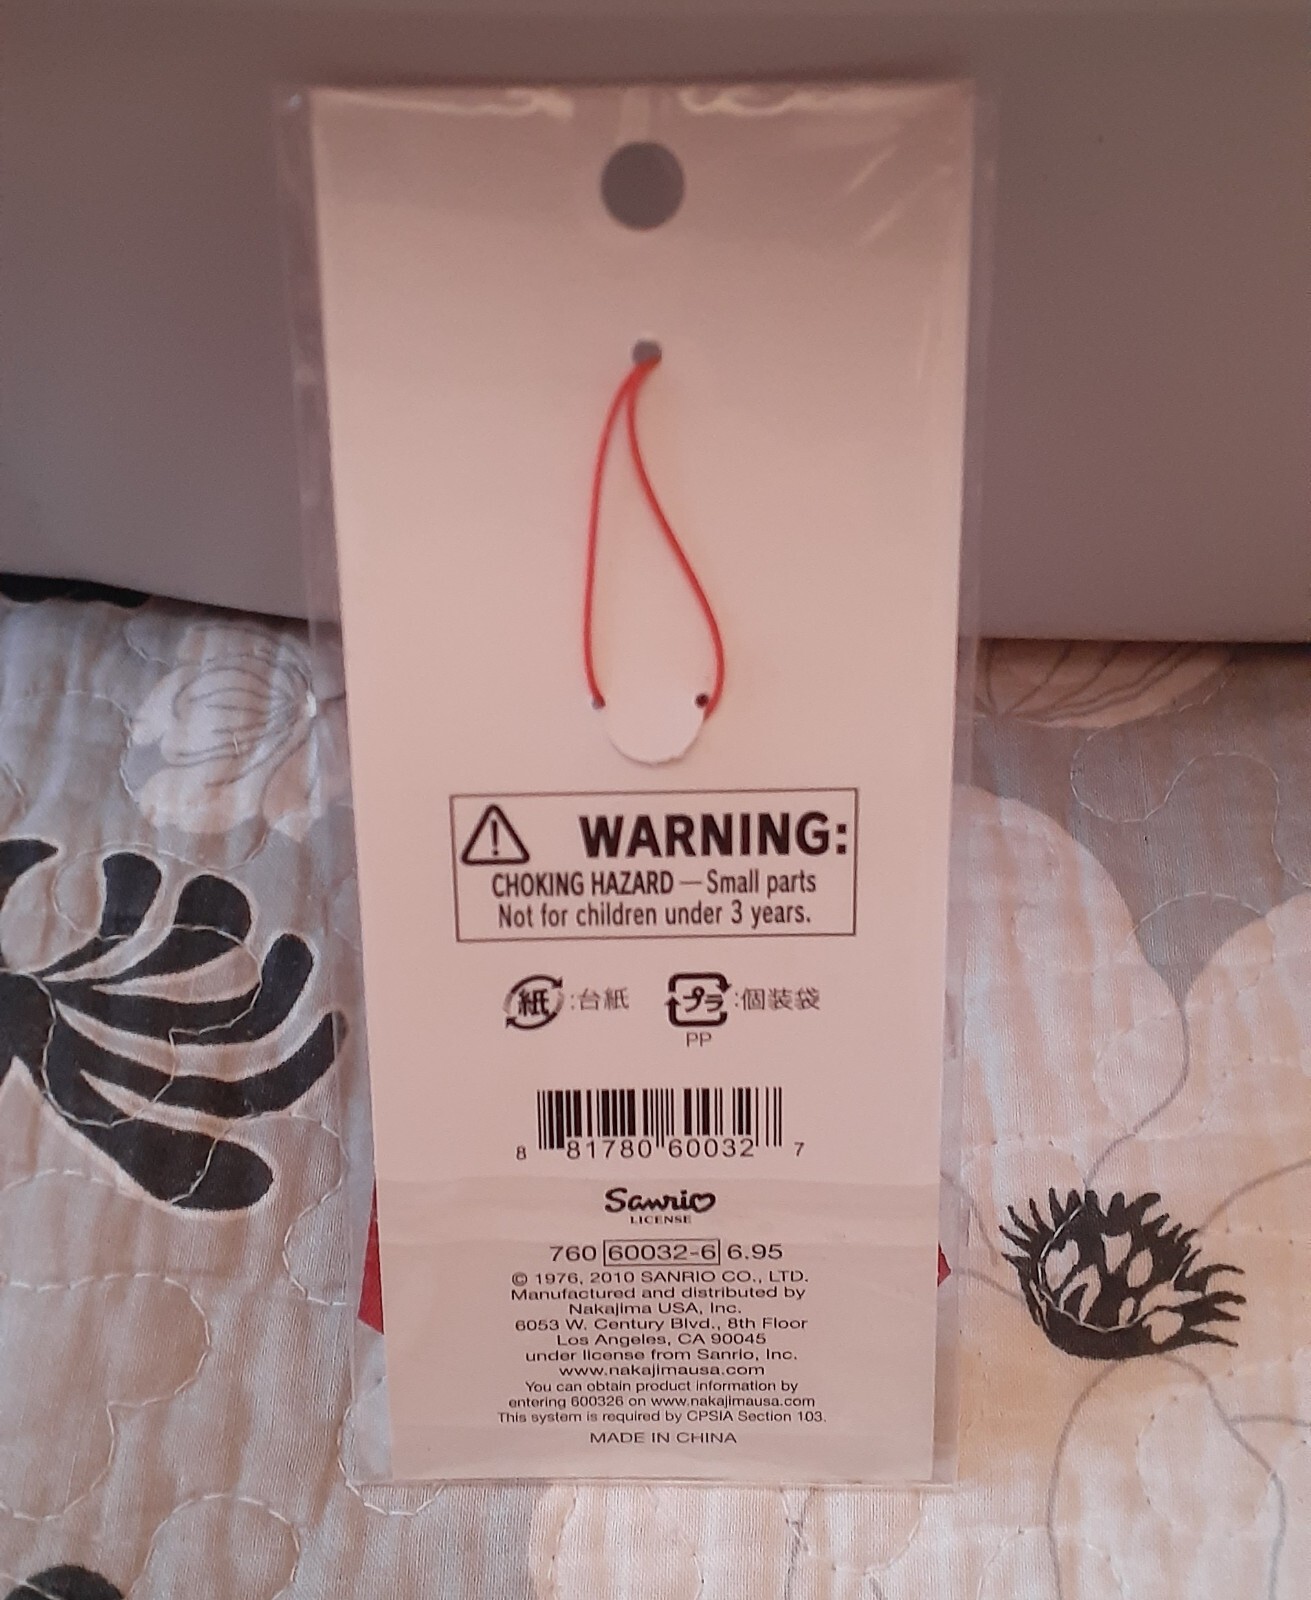 WARNING:
CHOKING HAZARD — Small parts
Not for children under 3 years.
紙:台紙 プラ:個装袋
PP
8 81780 60032 7
Sanrio
LICENSE
760 60032-6 6.95
© 1976, 2010 SANRIO CO., LTD.
Manufactured and distributed by
Nakajima USA, Inc.
6053 W. Century Blvd., 8th Floor
Los Angeles, CA 90045
under license from Sanrio, Inc.
www.nakajimausa.com
You can obtain product information by
entering 600326 on www.nakajimausa.com
This system is required by CPSIA Section 103.
MADE IN CHINA